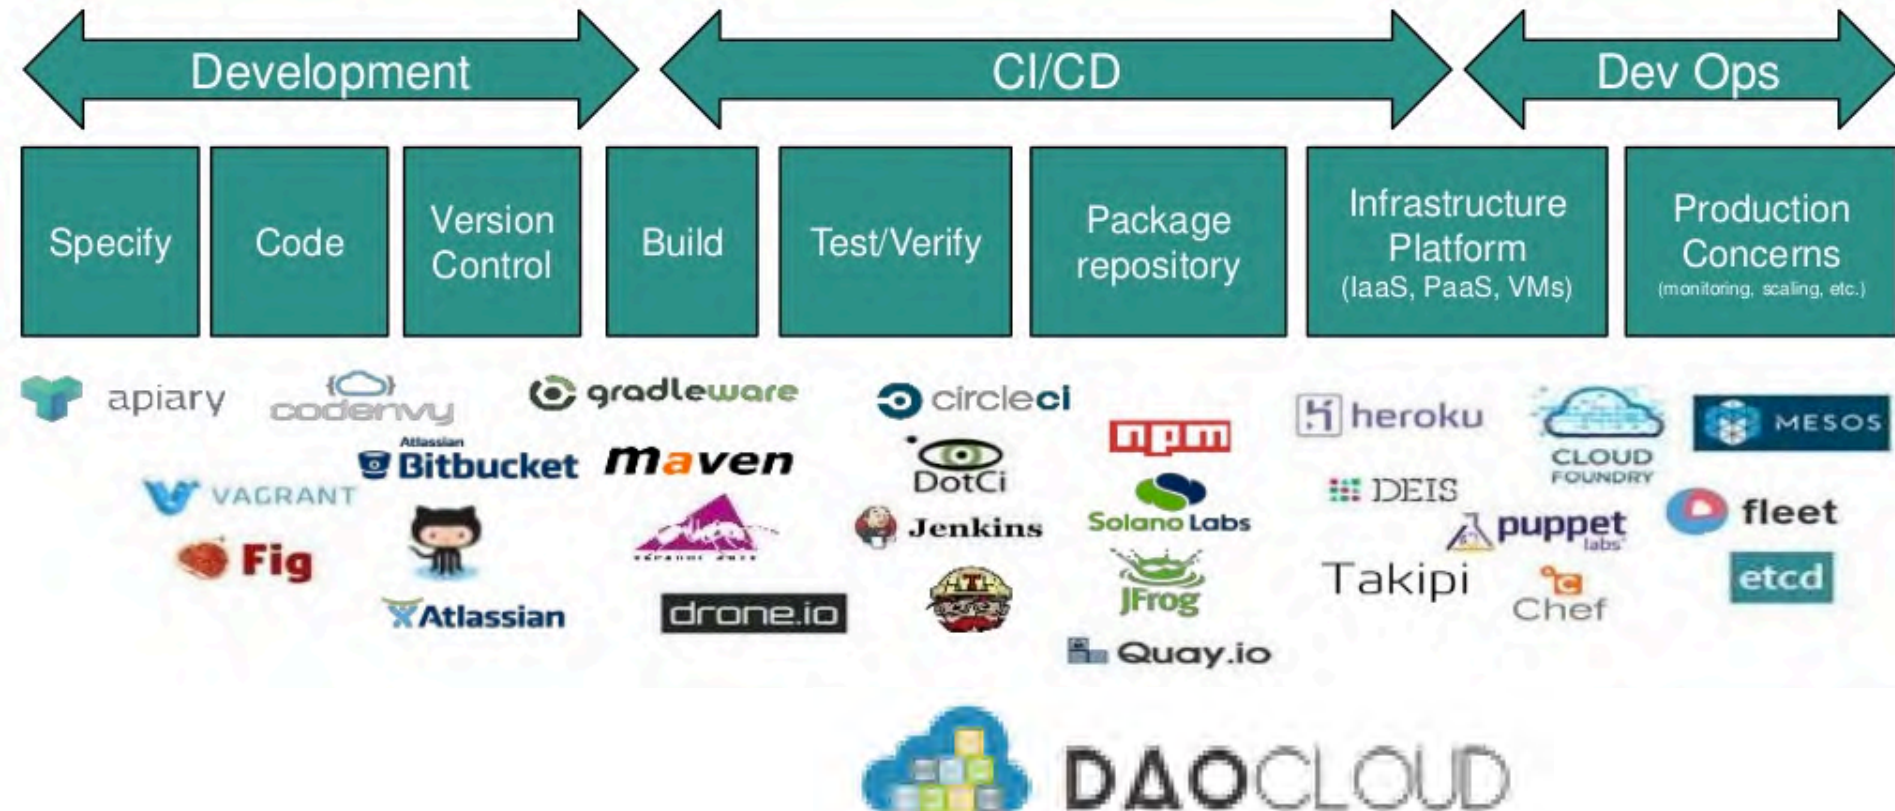 Development
CI/CD
Dev Ops
Specify
Code
Version
Control
Build
Test/Verify
Package
repository
Infrastructure
Platform
(IaaS, PaaS, VMs)
Production
Concerns
(monitoring, scaling, etc.)
apiary
codenvy
gradleware
circleci
npm
heroku
CLOUD
FOUNDRY
MESOS
Atlassian
Bitbucket
maven
DotCi
VAGRANT
Jenkins
Solano Labs
DEIS
puppet
labs
fleet
Fig
Atlassian
drone.io
T
JFrog
Takipi
Chef
etcd
Quay.io
DAOCLOUD